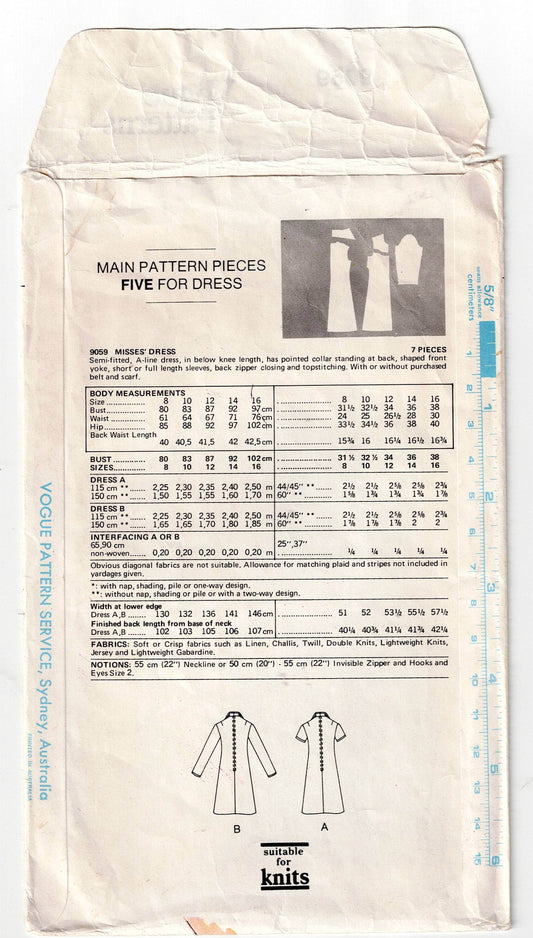 MAIN PATTERN PIECES
FIVE FOR DRESS
9059 MISSES' DRESS 7 PIECES
Semi-fitted, A-line dress, in below knee length, has pointed collar standing at back, shaped front
yoke, short or full length sleeves, back zipper closing and topstitching. With or without purchased
belt and scarf.
BODY MEASUREMENTS
Size 8 10 12 14 16 8 10 12 14 16
Bust 80 83 87 92 97 cm 31½ 32½ 34 36 38
Waist 61 64 67 71 76 cm 24 25 26½ 28 30
Hip 85 88 92 97 102 cm 33½ 34½ 36 38 40
Back Waist Length
40 40,5 41,5 42 42,5 cm 15¾ 16 16¼ 16½ 16¾
BUST 80 83 87 92 102 cm 31½ 32½ 34 36 38
SIZES 8 10 12 14 16 8 10 12 14 16
DRESS A
115 cm ** 2,25 2,30 2,35 2,40 2,50 m 44/45" ** 2½ 2½ 2⅝ 2⅝ 2¾
150 cm ** 1,50 1,55 1,55 1,60 1,70 m 60" ** 1⅝ 1¾ 1¾ 1¾ 1⅞
DRESS B
115 cm ** 2,25 2,30 2,35 2,40 2,50 m 44/45" ** 2½ 2½ 2⅝ 2⅝ 2¾
150 cm ** 1,65 1,65 1,70 1,80 1,85 m 60" ** 1⅞ 1⅞ 1⅞ 2 2
INTERFACING A OR B
65,90 cm 25",37"
non-woven 0,20 0,20 0,20 0,20 0,20 m ¼ ¼ ¼ ¼ ¼
Obvious diagonal fabrics are not suitable. Allowance for matching plaid and stripes not included in
yardages given.
*: with nap, shading, pile or one-way design.
**: without nap, shading or pile or with a two-way design.
Width at lower edge
Dress A,B 130 132 136 141 146 cm 51 52 53½ 55½ 57½
Finished back length from base of neck
Dress A,B 102 103 105 106 107 cm 40¼ 40¾ 41¼ 41¾ 42¼
FABRICS: Soft or Crisp fabrics such as Linen, Challis, Twill, Double Knits, Lightweight Knits,
Jersey and Lightweight Gabardine.
NOTIONS: 55 cm (22") Neckline or 50 cm (20") - 55 cm (22") Invisible Zipper and Hooks and
Eyes Size 2.
B
A
suitable
for
knits
VOGUE PATTERN SERVICE, Sydney, Australia
PRINTED IN AUSTRALIA
5/8"
seam allowance
centimeters
1
2
3
4
5
6
1
2
3
4
5
6
7
8
9
10
11
12
13
14
15